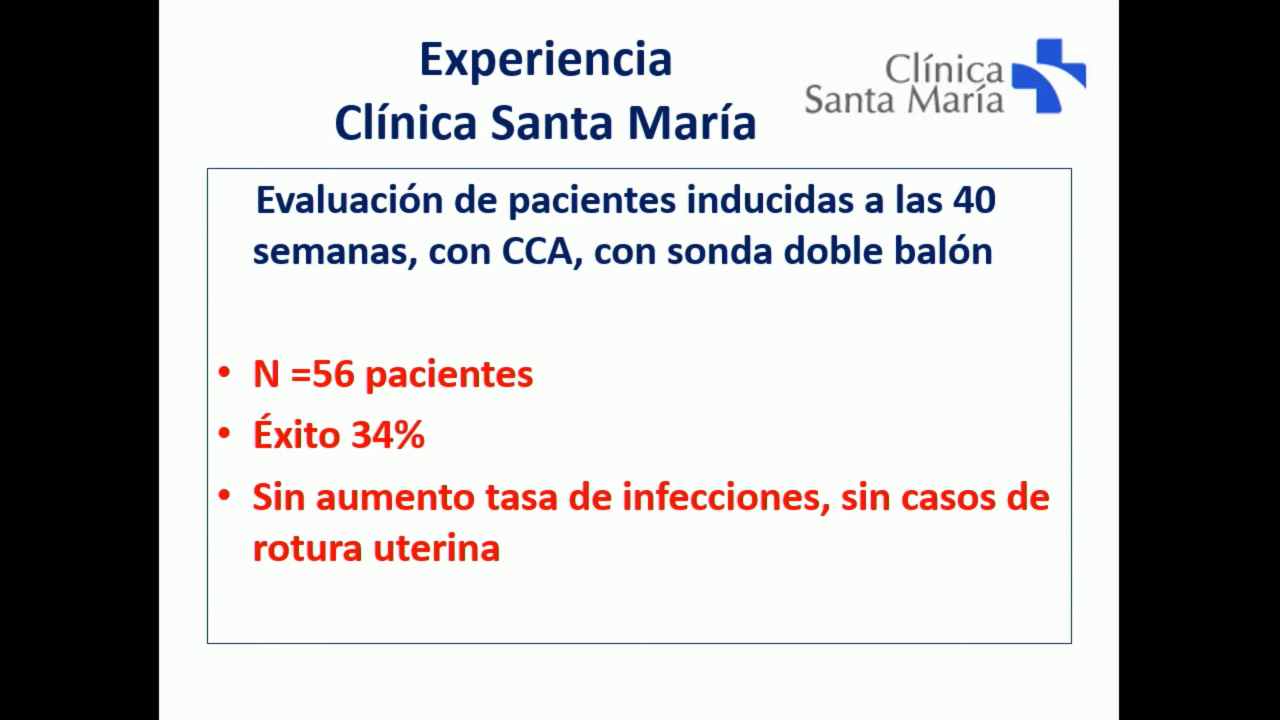 Experiencia
Clínica Santa María
Clínica
Santa María
Evaluación de pacientes inducidas a las 40
semanas, con CCA, con sonda doble balón
• N =56 pacientes
• Éxito 34%
• Sin aumento tasa de infecciones, sin casos de
rotura uterina